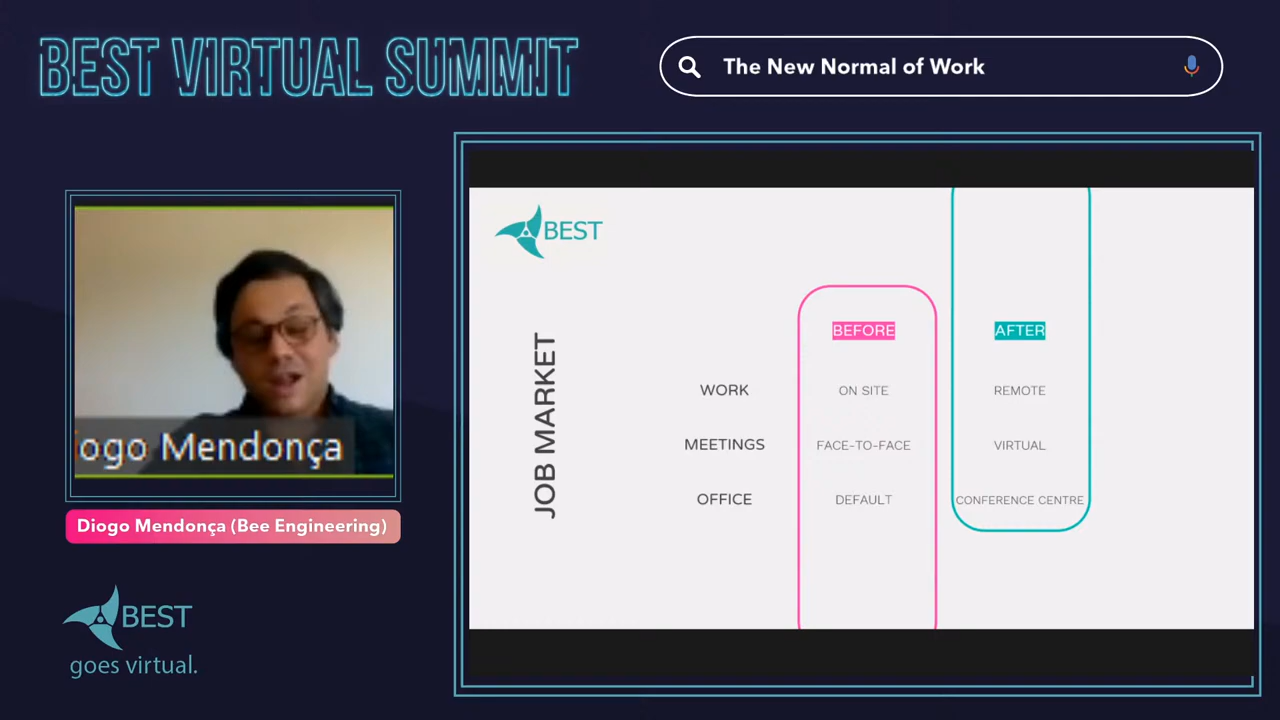 BEST VIRTUAL SUMMIT
The New Normal of Work
iogo Mendonça
Diogo Mendonça (Bee Engineering)
BEST
goes virtual.
BEST
JOB MARKET
BEFORE AFTER
WORK ON SITE REMOTE
MEETINGS FACE-TO-FACE VIRTUAL
OFFICE DEFAULT CONFERENCE CENTRE